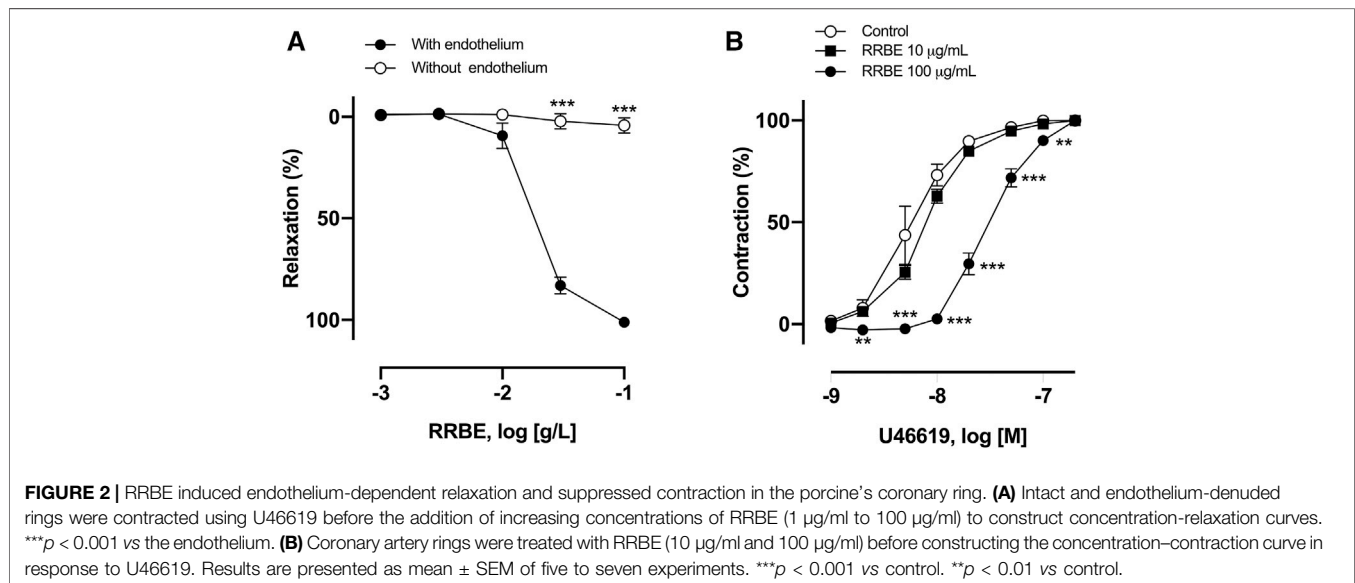 A
With endothelium
Without endothelium
0
50
100
Relaxation (%)
***
***
-3
-2
-1
RRBE, log [g/L]
B
Control
RRBE 10 µg/mL
RRBE 100 µg/mL
100
50
0
Contraction (%)
**
***
***
***
***
**
-9
-8
-7
U46619, log [M]
FIGURE 2 | RRBE induced endothelium-dependent relaxation and suppressed contraction in the porcine's coronary ring. (A) Intact and endothelium-denuded
rings were contracted using U46619 before the addition of increasing concentrations of RRBE (1 µg/ml to 100 µg/ml) to construct concentration-relaxation curves.
***p < 0.001 vs the endothelium. (B) Coronary artery rings were treated with RRBE (10 µg/ml and 100 µg/ml) before constructing the concentration–contraction curve in
response to U46619. Results are presented as mean ± SEM of five to seven experiments. ***p < 0.001 vs control. **p < 0.01 vs control.